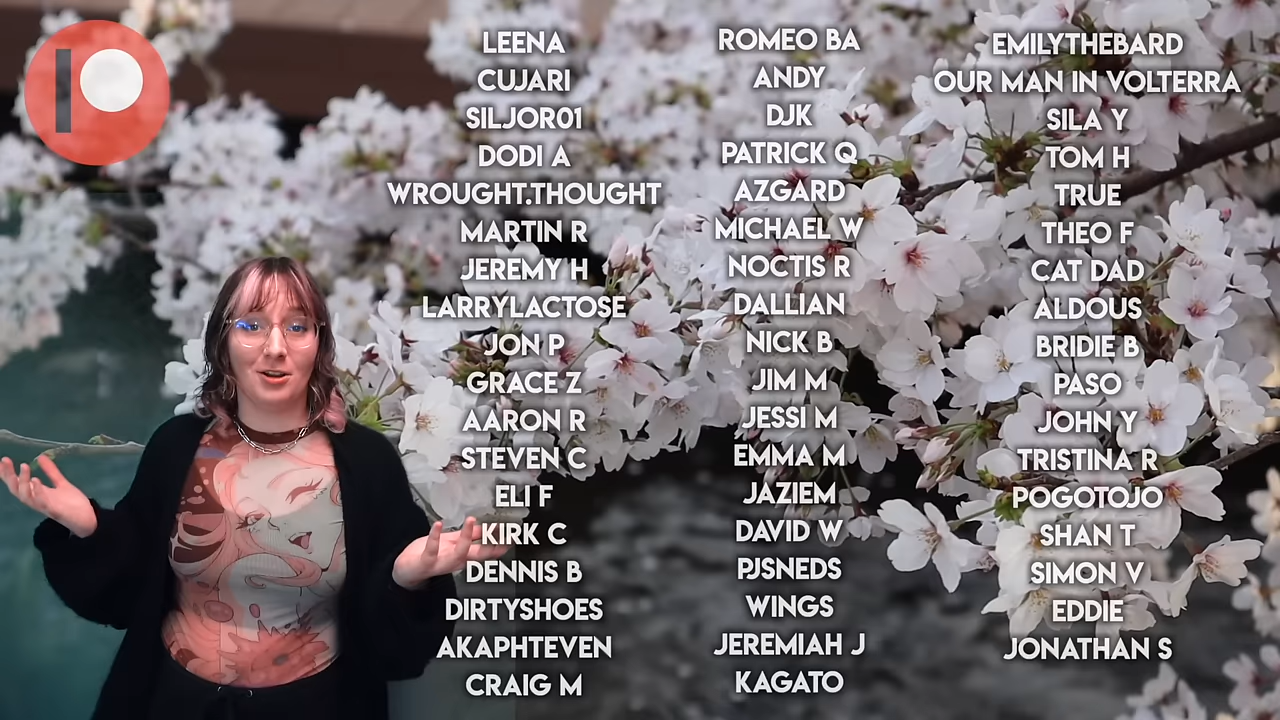 LEENA
CUJARI
SILJOR01
DODI A
WROUGHT.THOUGHT
MARTIN R
JEREMY H
LARRYLACTOSE
JON P
GRACE Z
AARON R
STEVEN C
ELI F
KIRK C
DENNIS B
DIRTYSHOES
AKAPHTEVEN
CRAIG M
ROMEO BA
ANDY
DJK
PATRICK Q
AZGARD
MICHAEL W
NOCTIS R
DALLIAN
NICK B
JIM M
JESSI M
EMMA M
JAZIEM
DAVID W
PJSNEDS
WINGS
JEREMIAH J
KAGATO
EMILYTHEBARD
OUR MAN IN VOLTERRA
SILA Y
TOM H
TRUE
THEO F
CAT DAD
ALDOUS
BRIDIE B
PASO
JOHN Y
TRISTINA R
POGOTOJO
SHAN T
SIMON V
EDDIE
JONATHAN S